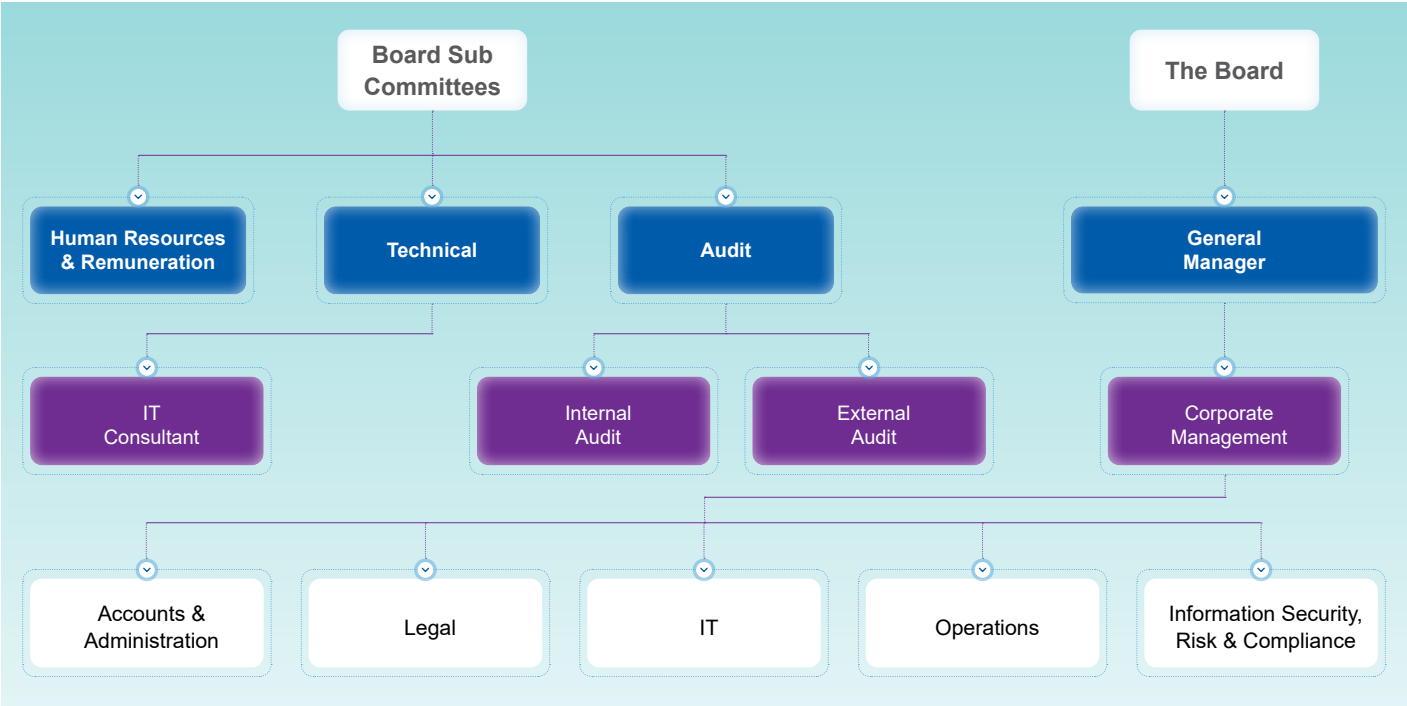 Board Sub
Committees
The Board
Human Resources
& Remuneration
Technical
Audit
General
Manager
IT
Consultant
Internal
Audit
External
Audit
Corporate
Management
Accounts &
Administration
Legal
IT
Operations
Information Security,
Risk & Compliance